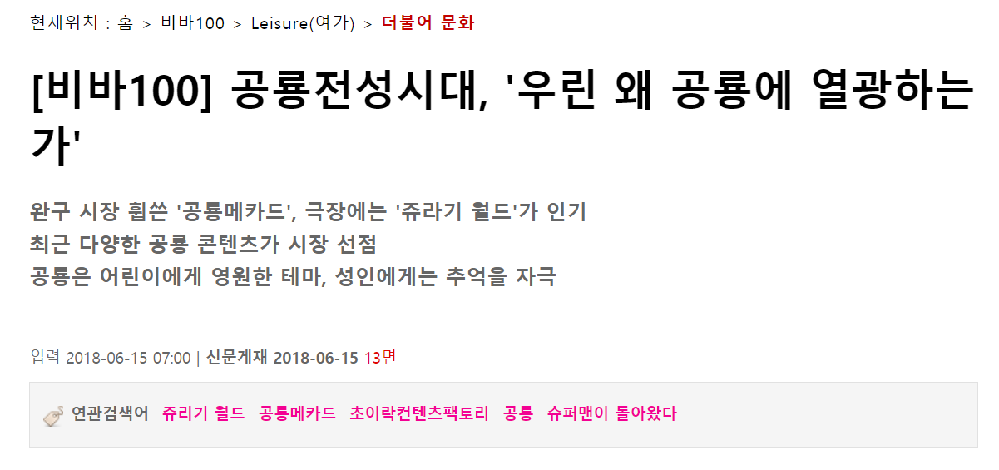 현재위치 : 홈 > 비바100 > Leisure(여가) > 더불어 문화
[비바100] 공룡전성시대, '우린 왜 공룡에 열광하는
가'
완구 시장 휩쓴 '공룡메카드', 극장에는 '쥬라기 월드'가 인기
최근 다양한 공룡 콘텐츠가 시장 선점
공룡은 어린이에게 영원한 테마, 성인에게는 추억을 자극
입력 2018-06-15 07:00 | 신문게재 2018-06-15 13면
연관검색어 쥬리기 월드 공룡메카드 초이락컨텐츠팩토리 공룡 슈퍼맨이 돌아왔다